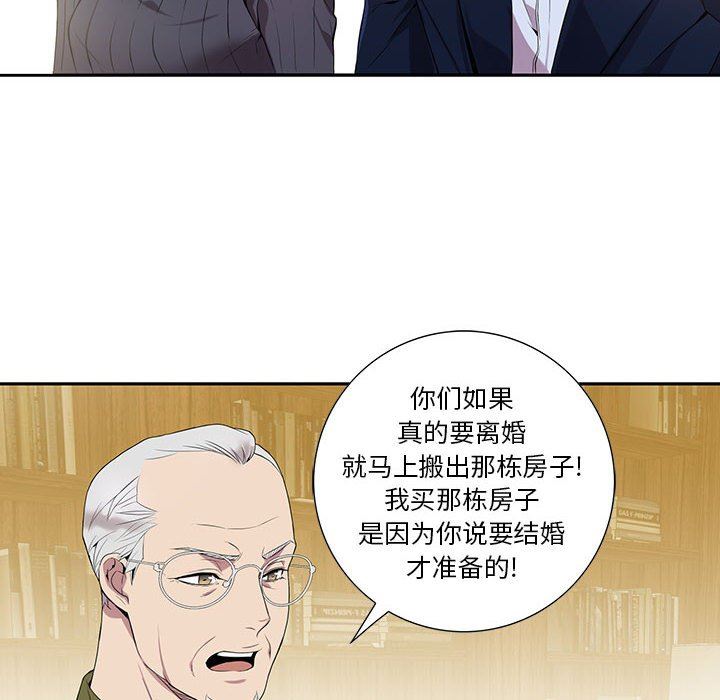 你们如果
真的要离婚
就马上搬出那栋房子!
我买那栋房子
是因为你说要结婚
才准备的!